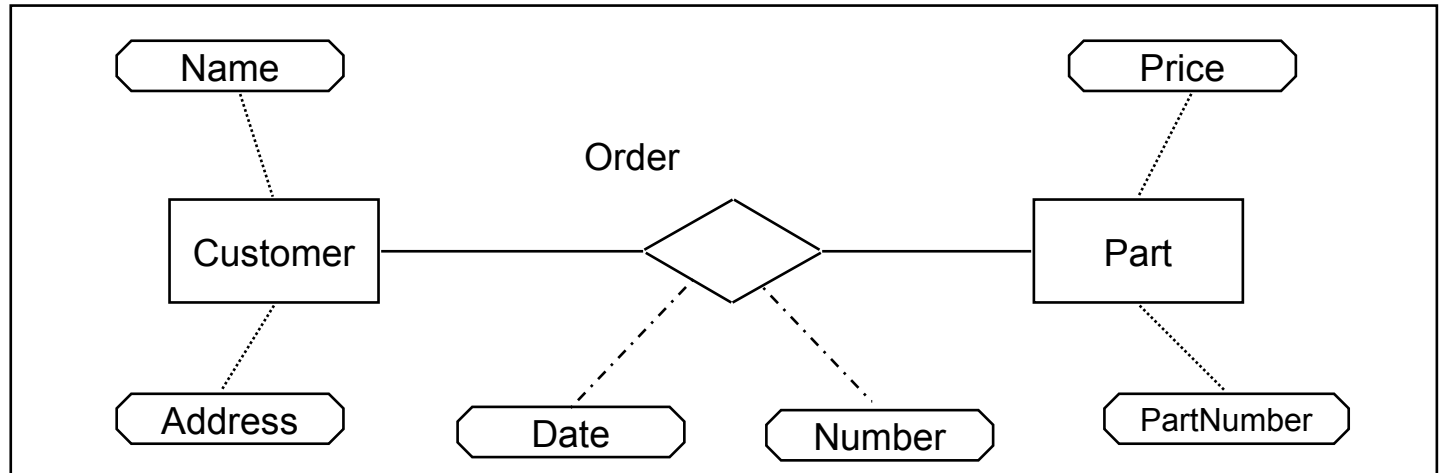 Name
Price
Order
Customer
Part
Address
Date
Number
PartNumber